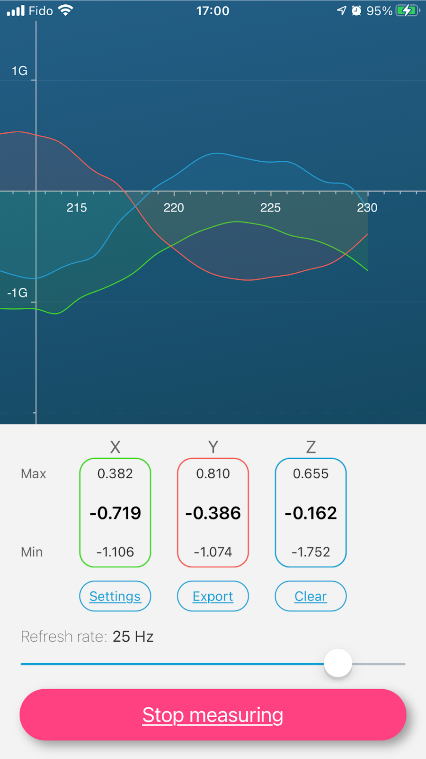 Fido 17:00 95%
1G
215 220 225 230
-1G
X Y Z
Max 0.382 0.810 0.655
-0.719 -0.386 -0.162
Min -1.106 -1.074 -1.752
Settings Export Clear
Refresh rate: 25 Hz
Stop measuring